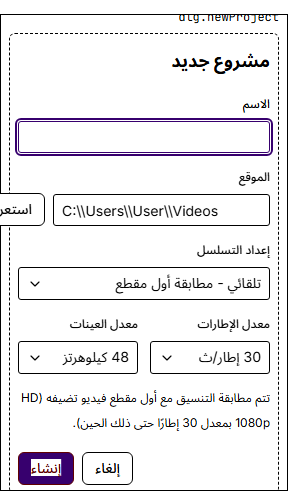 dlg.newProject
مشروع جديد
الاسم
الموقع
C:\\Users\\User\\Videos
إعداد التسلسل
تلقائي - مطابقة أول مقطع
معدل الإطارات معدل العينات
30 إطار/ث 48 كيلوهرتز
تتم مطابقة التنسيق مع أول مقطع فيديو تضيفه (HD
1080p بمعدل 30 إطارًا حتى ذلك الحين).
إلغاء إنشاء